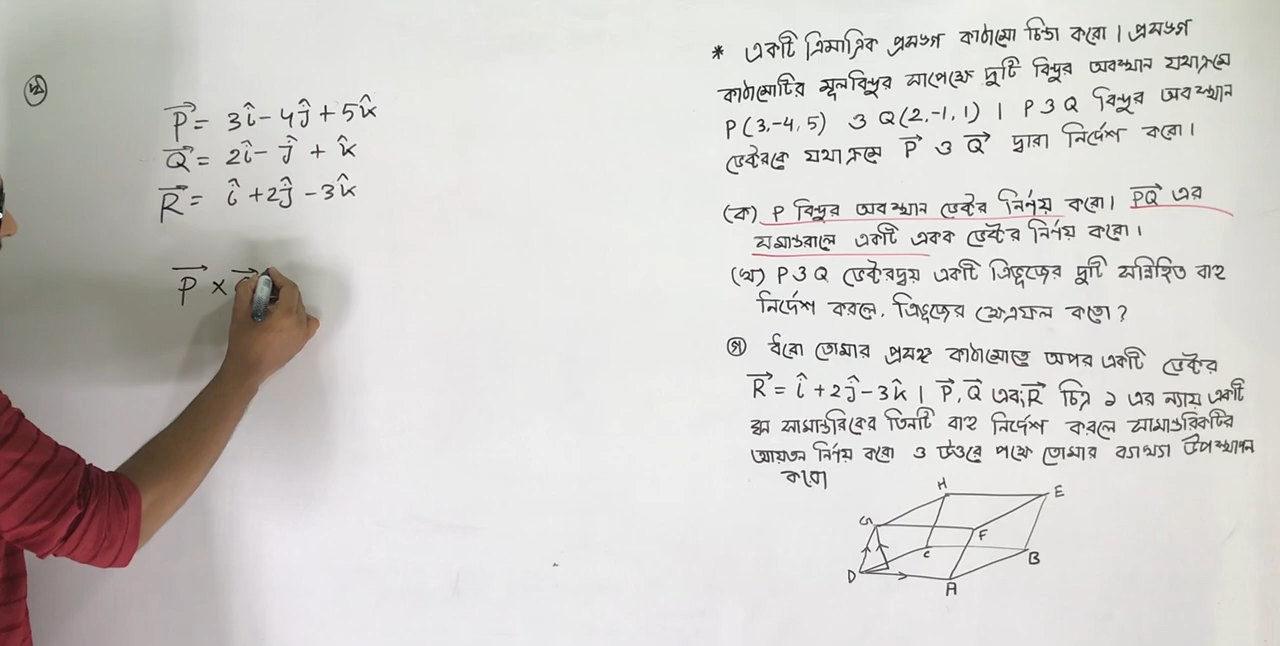 P⃗ = 3î - 4ĵ + 5k̂
Q⃗ = 2î - ĵ + k̂
R⃗ = î + 2ĵ - 3k̂
P⃗ ×
* একটি ত্রিমাত্রিক প্রসঙ্গ কাঠামো চিন্তা করো। প্রসঙ্গ
কাঠামোটির মূলবিন্দুর সাপেক্ষে দুটি বিন্দুর অবস্থান যথাক্রমে
P(3,-4,5) ও Q(2,-1,1) | P ও Q বিন্দুর অবস্থান
ভেক্টরকে যথাক্রমে P⃗ ও Q⃗ দ্বারা নির্দেশ করো।
(ক) P বিন্দুর অবস্থান ভেক্টর নির্ণয় করো। PQ⃗ এর
সমান্তরালে একটি একক ভেক্টর নির্ণয় করো।
(খ) P ও Q ভেক্টরদ্বয় একটি ত্রিভুজের দুটি সন্নিহিত বাহু
নির্দেশ করলে, ত্রিভুজের ক্ষেত্রফল কতো?
গ ধরো তোমার প্রসঙ্গ কাঠামোতে অপর একটি ভেক্টর
R⃗ = î + 2ĵ - 3k̂ | P⃗, Q⃗ এবং R⃗ চিত্র ১ এর ন্যায় একটি
সামান্তরিকের তিনটি বাহু নির্দেশ করলে সামান্তরিকটির
আয়তন নির্ণয় করো ও উত্তরের পক্ষে তোমার ব্যাখ্যা উপস্থাপন
করো
H E
G F
C B
D A